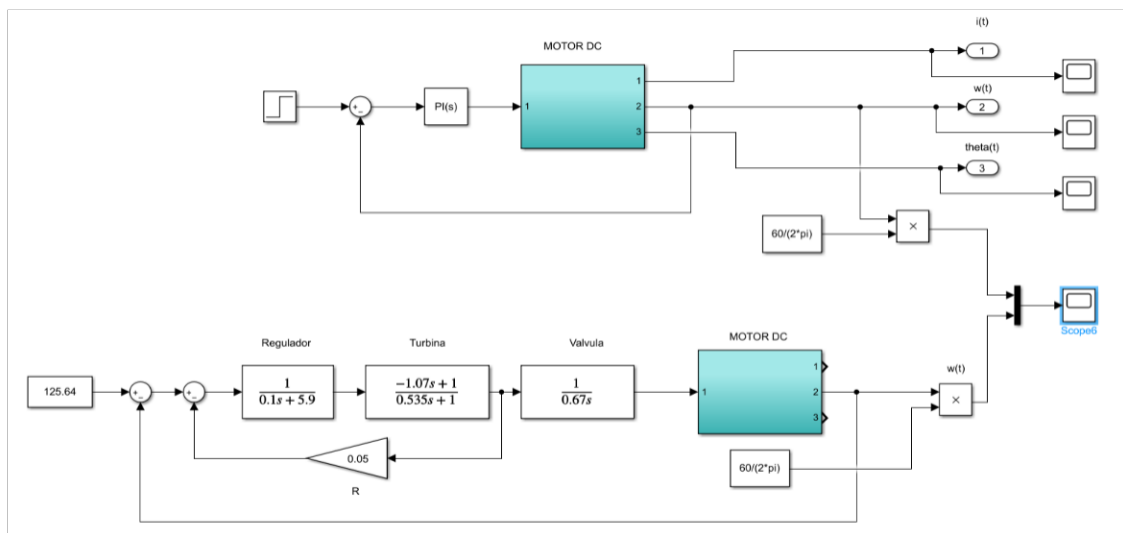 i(t)
MOTOR DC
1
PI(s)
1
1
2
3
w(t)
2
theta(t)
3
60/(2*pi)
×
Scope6
Regulador
Turbina
Valvula
MOTOR DC
w(t)
125.64
1
0.1s + 5.9
−1.07s + 1
0.535s + 1
1
0.67s
1
1
2
3
×
0.05
R
60/(2*pi)